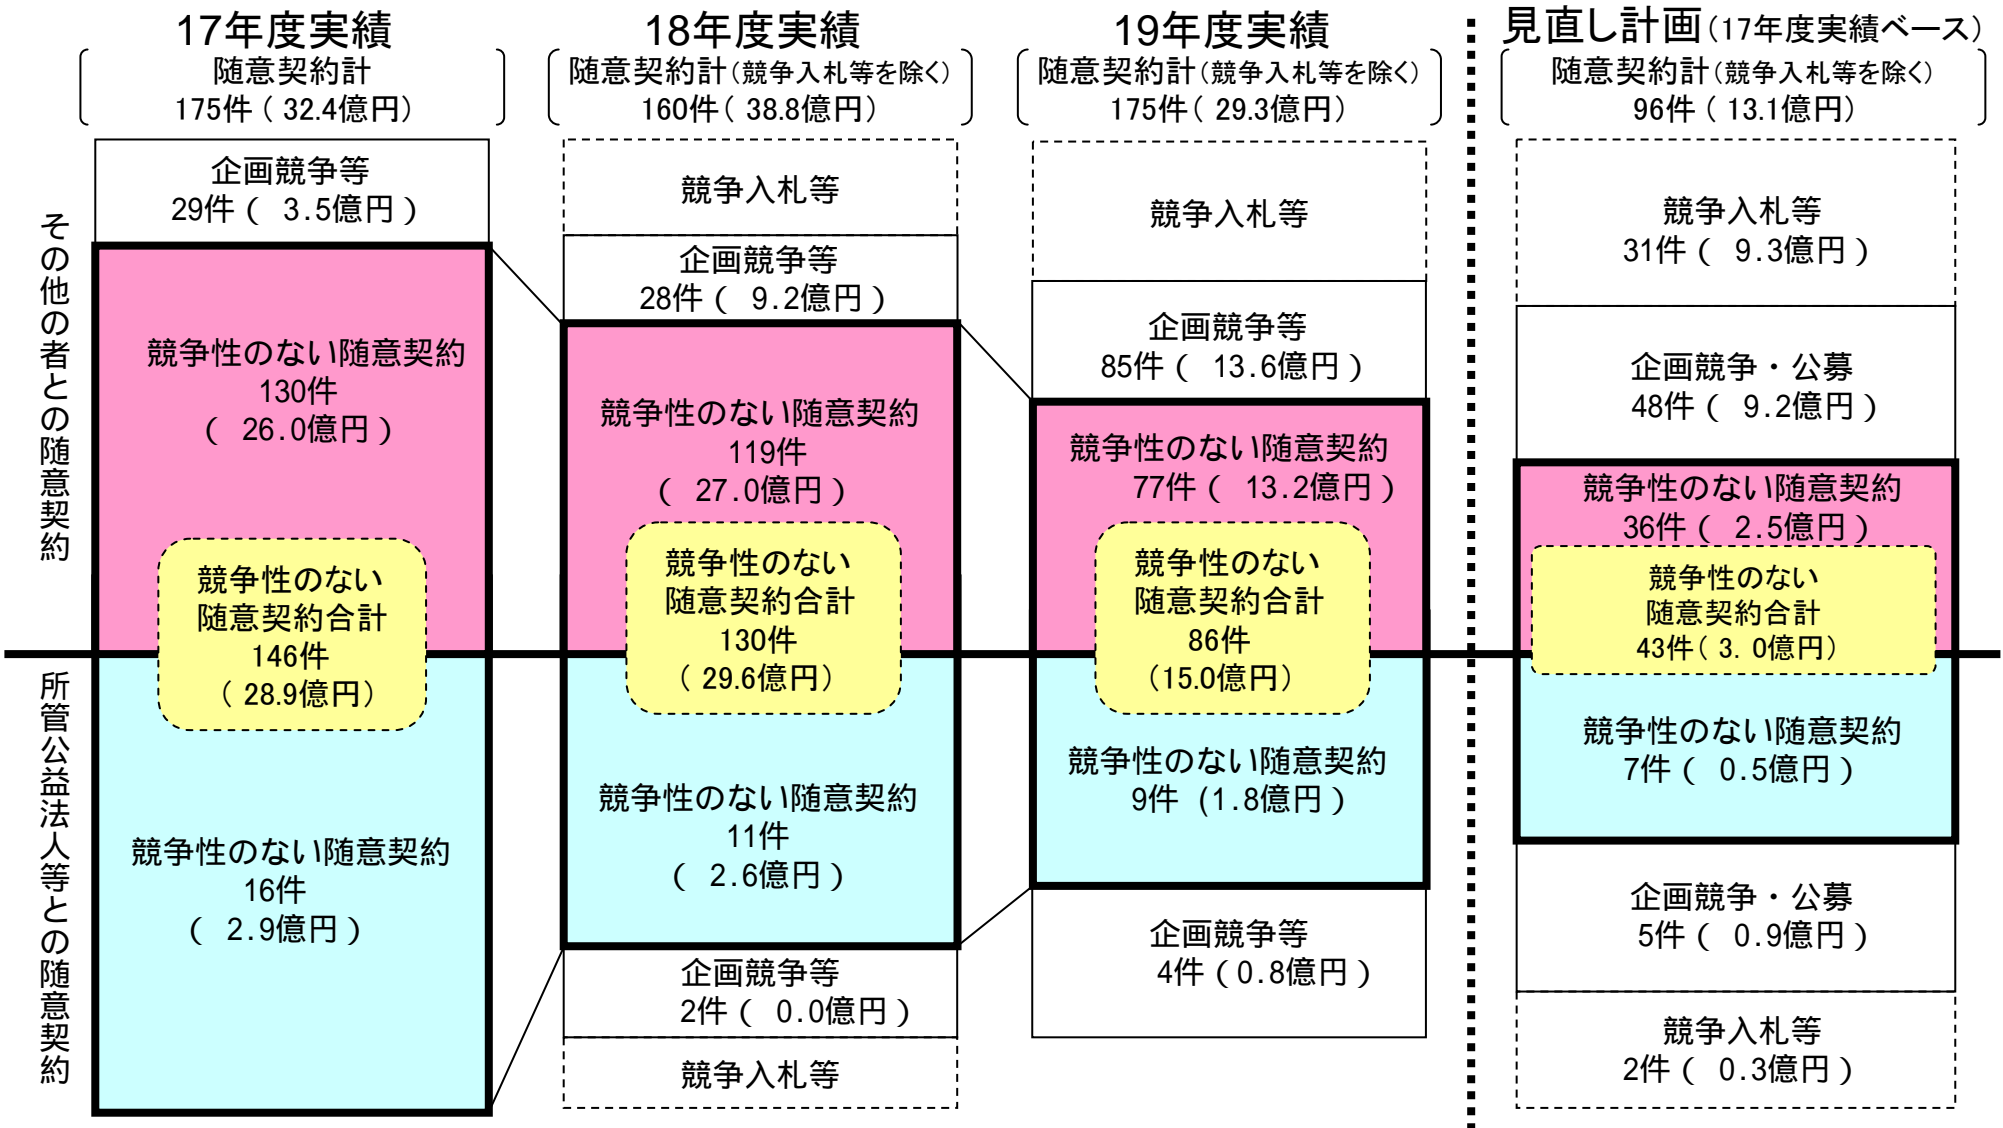 17年度実績
随意契約計
175件（ 32.4億円）
企画競争等
29件（ 3.5億円 ）
競争性のない随意契約
130件
（ 26.0億円 ）
競争性のない
随意契約合計
146件
（ 28.9億円）
競争性のない随意契約
16件
（ 2.9億円 ）
18年度実績
随意契約計（競争入札等を除く）
160件（ 38.8億円）
競争入札等
企画競争等
28件（ 9.2億円 ）
競争性のない随意契約
119件
（ 27.0億円 ）
競争性のない
随意契約合計
130件
（ 29.6億円）
競争性のない随意契約
11件
（ 2.6億円 ）
企画競争等
2件（ 0.0億円 ）
競争入札等
19年度実績
随意契約計（競争入札等を除く）
175件（ 29.3億円）
競争入札等
企画競争等
85件（ 13.6億円 ）
競争性のない随意契約
77件（ 13.2億円 ）
競争性のない
随意契約合計
86件
（15.0億円）
競争性のない随意契約
9件（1.8億円 ）
企画競争等
4件（0.8億円 ）
見直し計画（17年度実績ベース）
随意契約計（競争入札等を除く）
96件（ 13.1億円）
競争入札等
31件（ 9.3億円 ）
企画競争・公募
48件（ 9.2億円 ）
競争性のない随意契約
36件（ 2.5億円 ）
競争性のない
随意契約合計
43件（ 3. 0億円）
競争性のない随意契約
7件（ 0.5億円 ）
企画競争・公募
5件（ 0.9億円 ）
競争入札等
2件（ 0.3億円 ）
その他の者との随意契約
所管公益法人等との随意契約